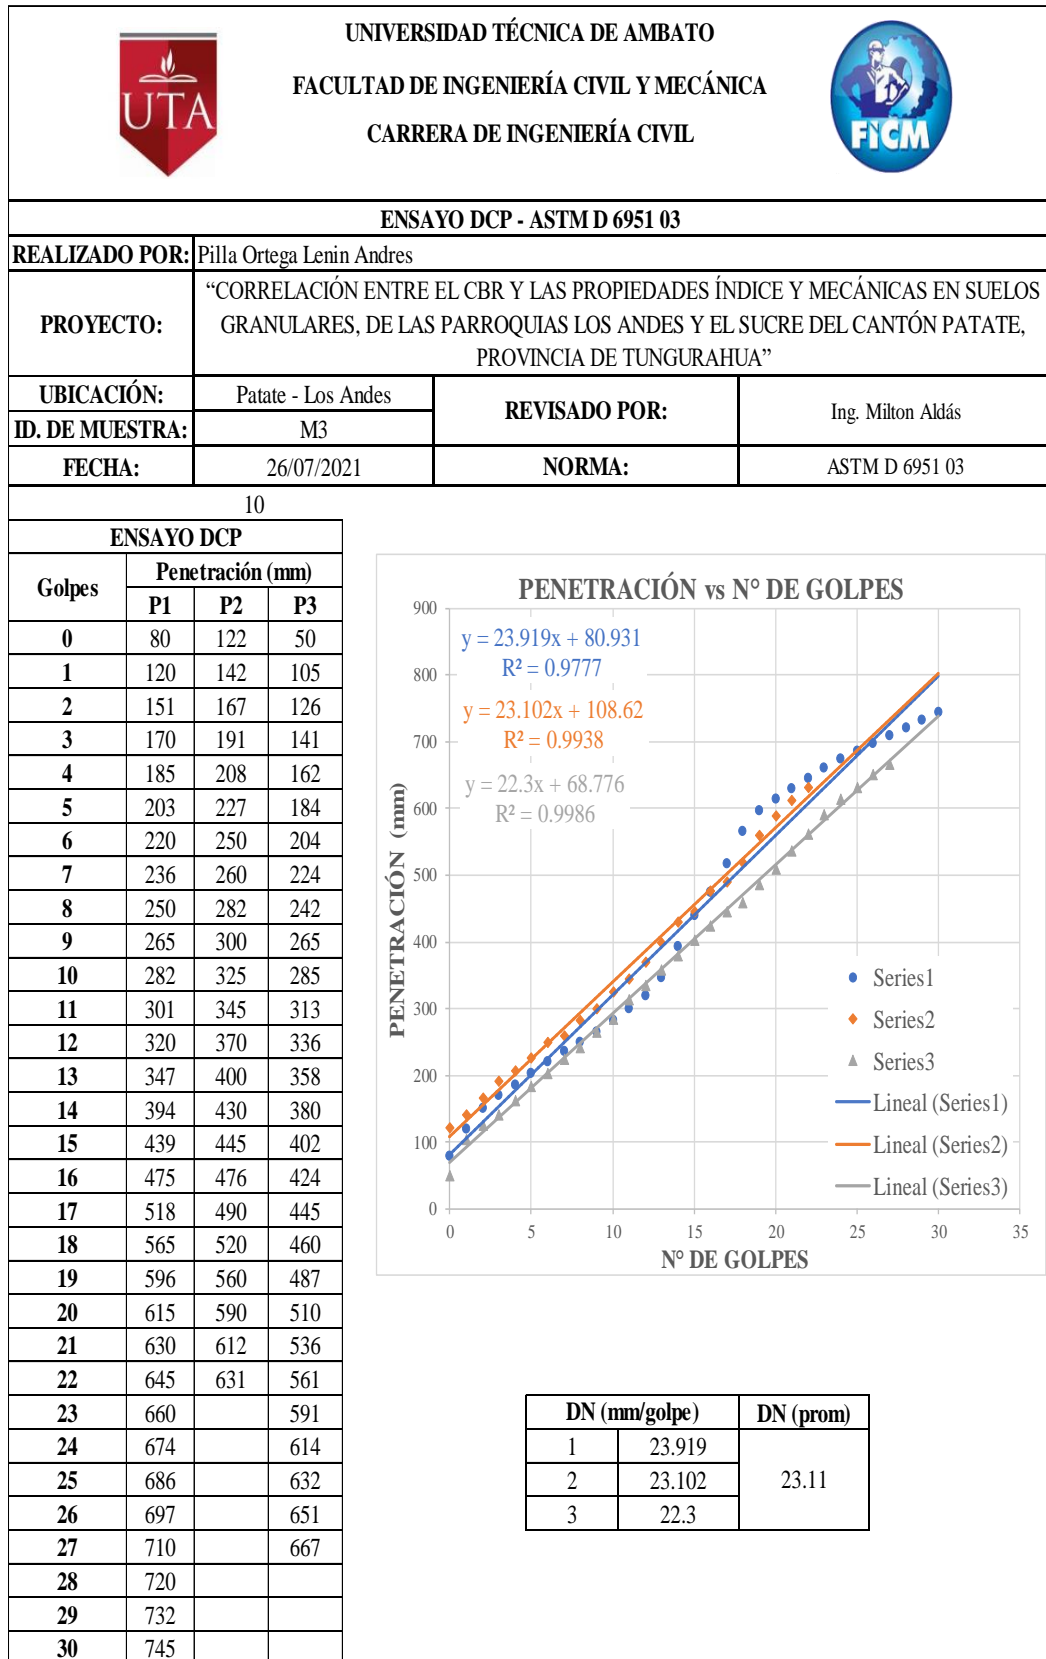 UNIVERSIDAD TÉCNICA DE AMBATO
FACULTAD DE INGENIERÍA CIVIL Y MECÁNICA
CARRERA DE INGENIERÍA CIVIL
UTA
FICM
ENSAYO DCP - ASTM D 6951 03
REALIZADO POR: Pilla Ortega Lenin Andres
PROYECTO: “CORRELACIÓN ENTRE EL CBR Y LAS PROPIEDADES ÍNDICE Y MECÁNICAS EN SUELOS
GRANULARES, DE LAS PARROQUIAS LOS ANDES Y EL SUCRE DEL CANTÓN PATATE,
PROVINCIA DE TUNGURAHUA”
UBICACIÓN: Patate - Los Andes
REVISADO POR: Ing. Milton Aldás
ID. DE MUESTRA: M3
FECHA: 26/07/2021 NORMA: ASTM D 6951 03
10
ENSAYO DCP
Golpes Penetración (mm)
P1 P2 P3
0 80 122 50
1 120 142 105
2 151 167 126
3 170 191 141
4 185 208 162
5 203 227 184
6 220 250 204
7 236 260 224
8 250 282 242
9 265 300 265
10 282 325 285
11 301 345 313
12 320 370 336
13 347 400 358
14 394 430 380
15 439 445 402
16 475 476 424
17 518 490 445
18 565 520 460
19 596 560 487
20 615 590 510
21 630 612 536
22 645 631 561
23 660 591
24 674 614
25 686 632
26 697 651
27 710 667
28 720
29 732
30 745
PENETRACIÓN vs N° DE GOLPES
y = 23.919x + 80.931
R² = 0.9777
y = 23.102x + 108.62
R² = 0.9938
y = 22.3x + 68.776
R² = 0.9986
PENETRACIÓN (mm)
900
800
700
600
500
400
300
200
100
0
0 5 10 15 20 25 30 35
N° DE GOLPES
Series1
Series2
Series3
Lineal (Series1)
Lineal (Series2)
Lineal (Series3)
DN (mm/golpe) DN (prom)
1 23.919
2 23.102 23.11
3 22.3